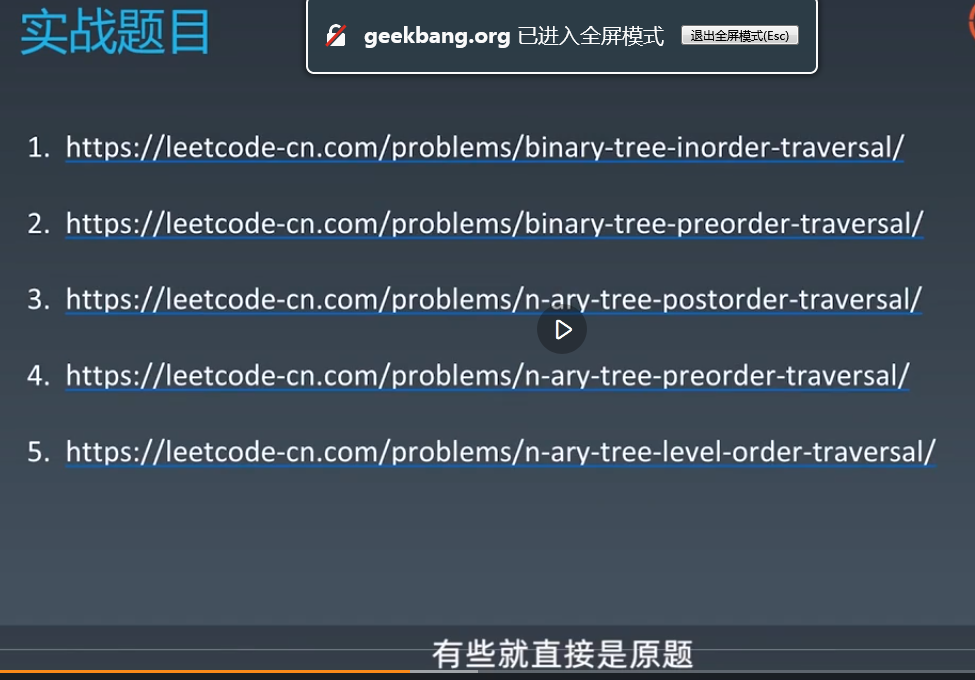 实战题目
geekbang.org 已进入全屏模式 退出全屏模式(Esc)
1. https://leetcode-cn.com/problems/binary-tree-inorder-traversal/
2. https://leetcode-cn.com/problems/binary-tree-preorder-traversal/
3. https://leetcode-cn.com/problems/n-ary-tree-postorder-traversal/
4. https://leetcode-cn.com/problems/n-ary-tree-preorder-traversal/
5. https://leetcode-cn.com/problems/n-ary-tree-level-order-traversal/
有些就直接是原题